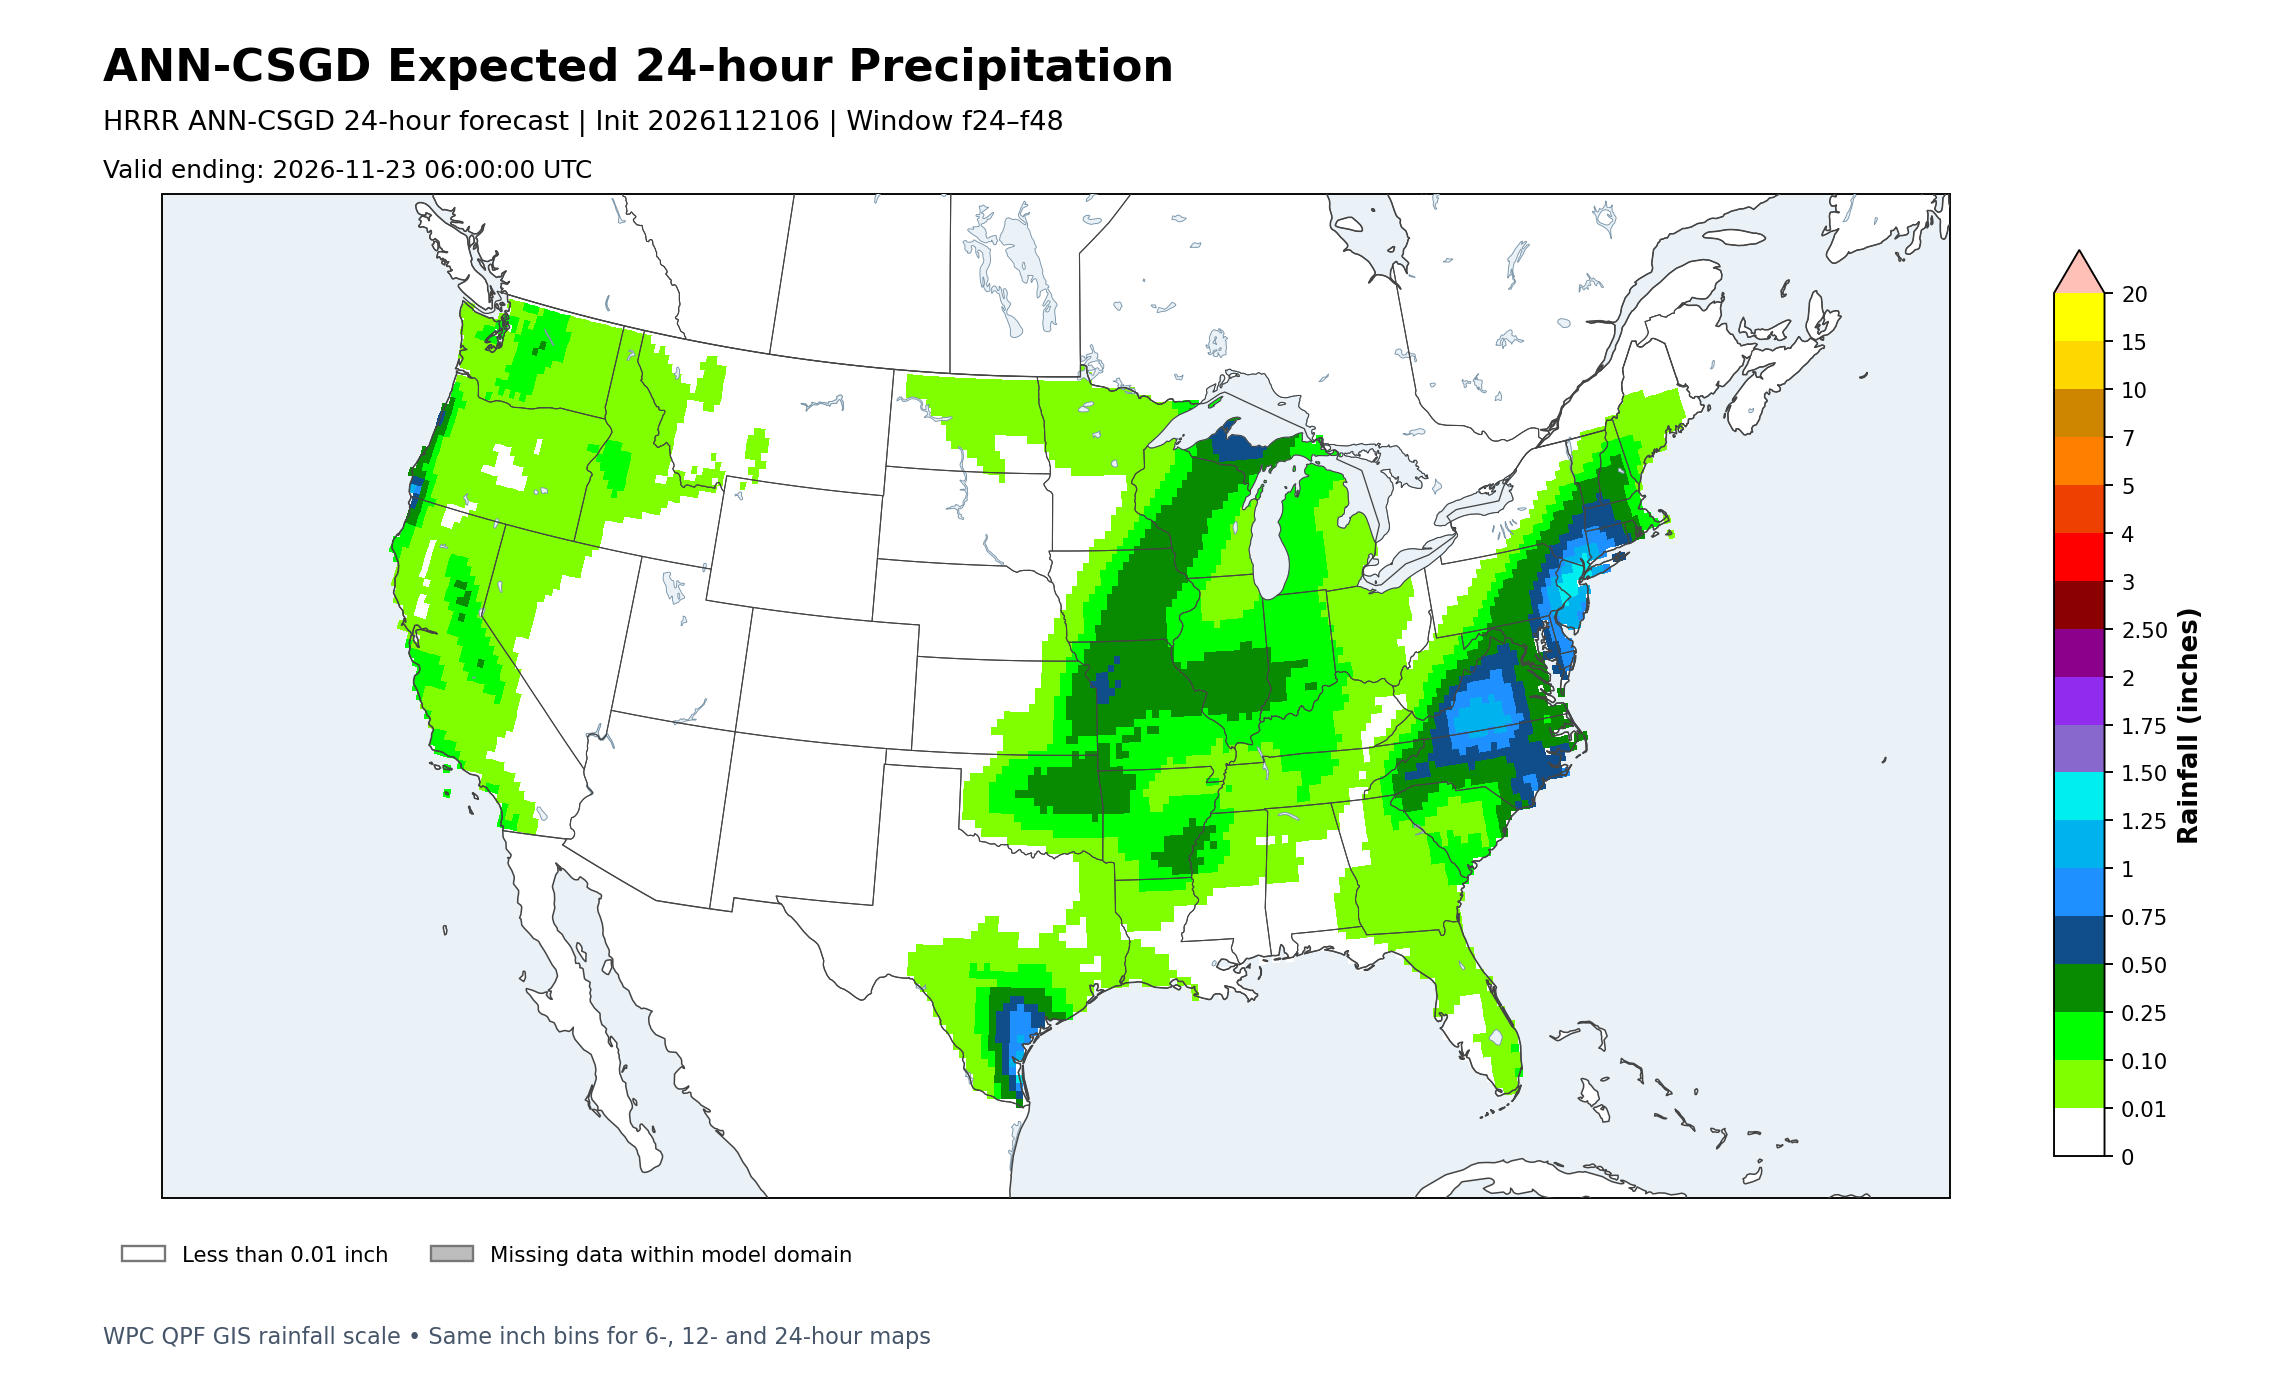 ANN-CSGD Expected 24-hour Precipitation
HRRR ANN-CSGD 24-hour forecast | Init 2026112106 | Window f24–f48
Valid ending: 2026-11-23 06:00:00 UTC
20
15
10
7
5
4
3
2.50
2
1.75
1.50
1.25
1
0.75
0.50
0.25
0.10
0.01
0
Rainfall (inches)
Less than 0.01 inch
Missing data within model domain
WPC QPF GIS rainfall scale • Same inch bins for 6-, 12- and 24-hour maps